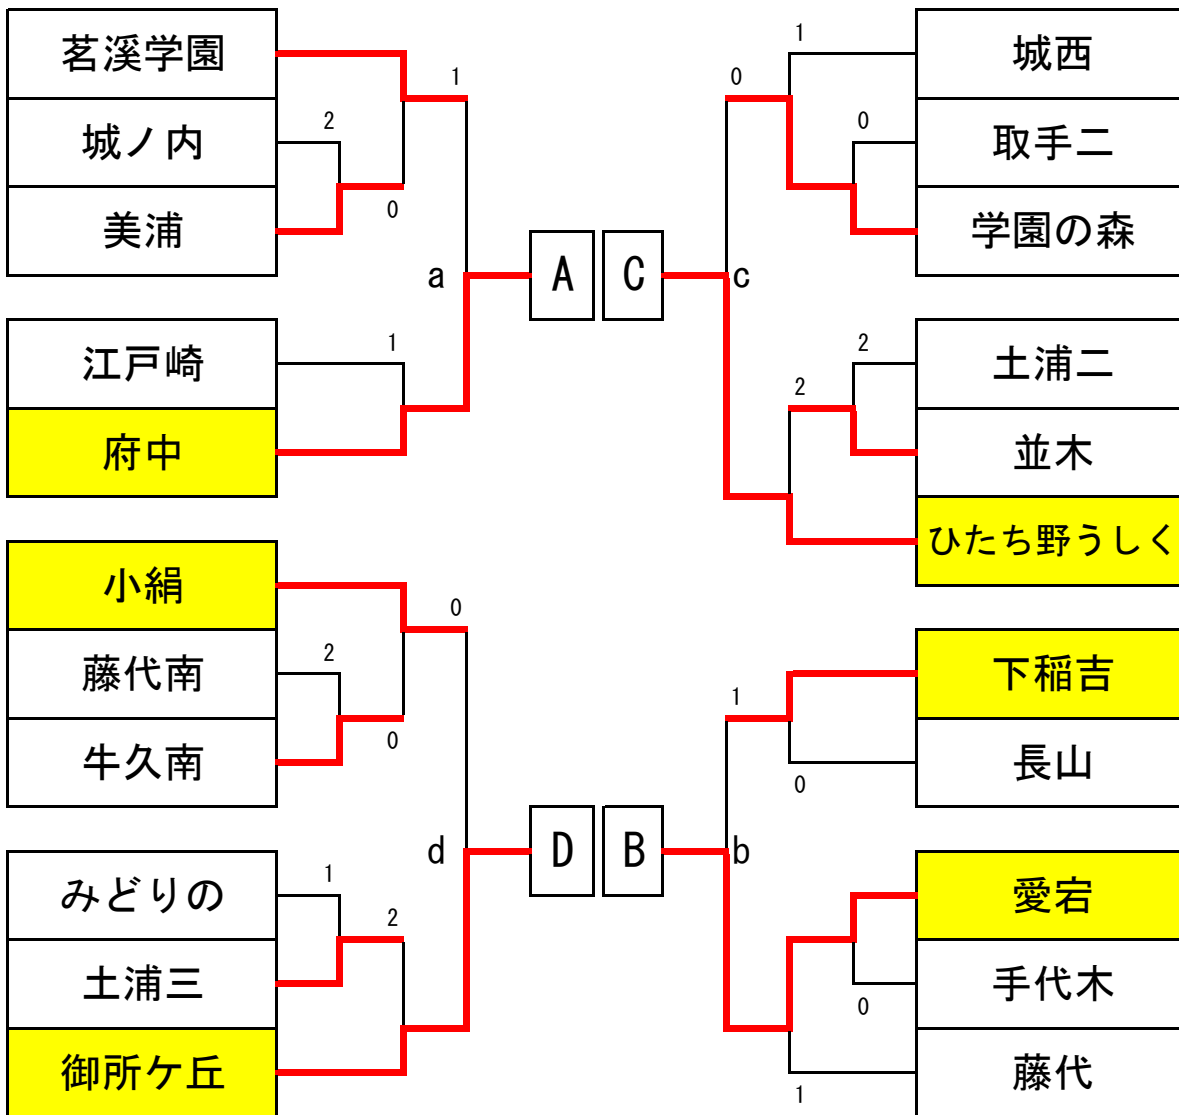 茗溪学園
城ノ内
美浦
江戸崎
府中
小絹
藤代南
牛久南
みどりの
土浦三
御所ケ丘
2
0
1
1
a
A
2
0
0
1
2
d
D
C
c
0
1
0
2
2
B
b
1
0
0
1
城西
取手二
学園の森
土浦二
並木
ひたち野うしく
下稲吉
長山
愛宕
手代木
藤代